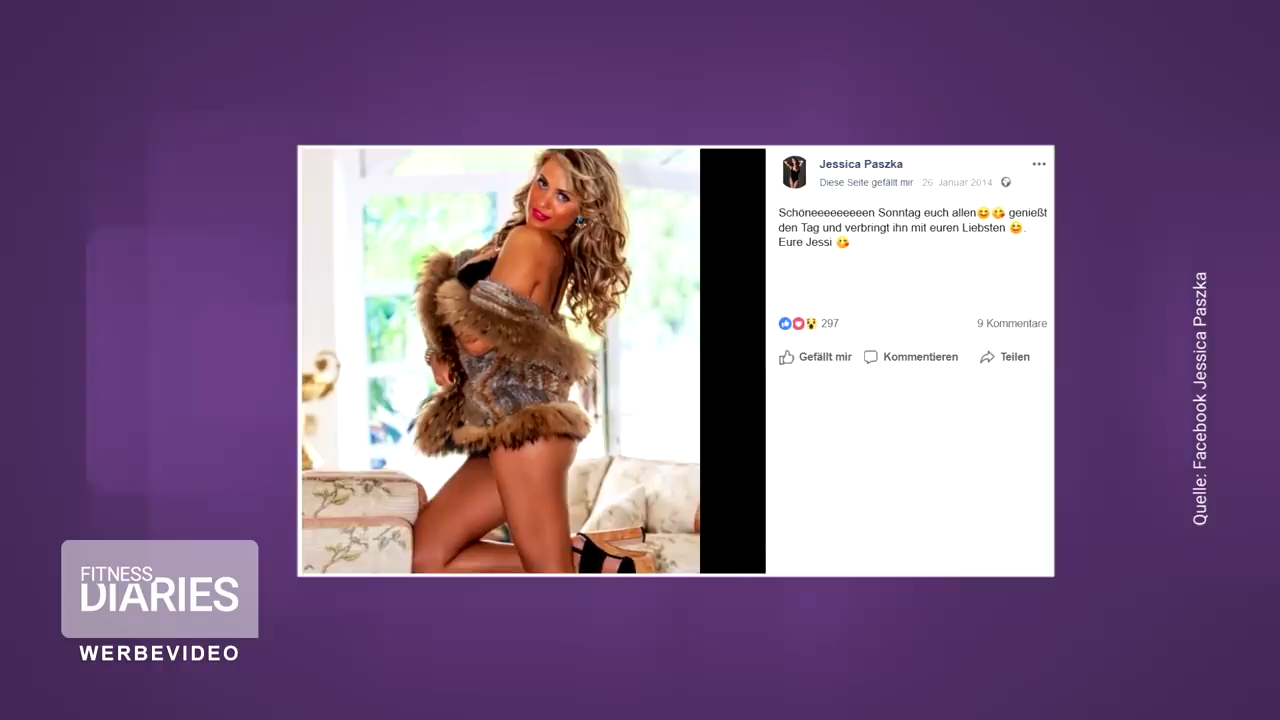 Jessica Paszka
Diese Seite gefällt mir 26. Januar 2014
Schöneeeeeeeeen Sonntag euch allen😊😘 genießt
den Tag und verbringt ihn mit euren Liebsten 😊.
Eure Jessi 😘
297
9 Kommentare
Gefällt mir
Kommentieren
Teilen
Quelle: Facebook Jessica Paszka
FITNESS
DIARIES
WERBEVIDEO